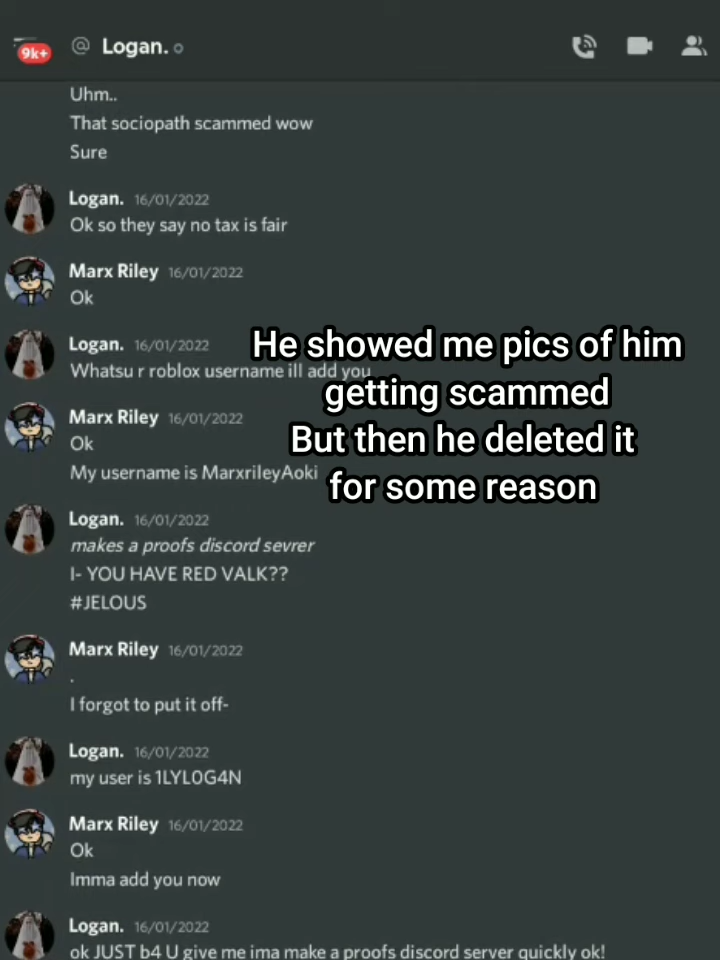 9k+
@ Logan.
Uhm..
That sociopath scammed wow
Sure
Logan. 16/01/2022
Ok so they say no tax is fair
Marx Riley 16/01/2022
Ok
Logan. 16/01/2022
Whatsu r roblox username ill add you
He showed me pics of him
getting scammed
But then he deleted it
for some reason
Marx Riley 16/01/2022
Ok
My username is MarxrileyAoki
Logan. 16/01/2022
makes a proofs discord sevrer
I- YOU HAVE RED VALK??
#JELOUS
Marx Riley 16/01/2022
.
I forgot to put it off-
Logan. 16/01/2022
my user is 1LYL0G4N
Marx Riley 16/01/2022
Ok
Imma add you now
Logan. 16/01/2022
ok JUST b4 U give me ima make a proofs discord server quickly ok!